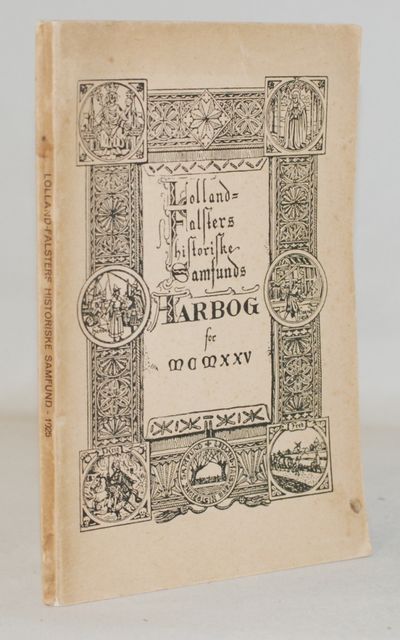 LOLLAND-FALSTERS HISTORISKE SAMFUND - 1925
Lolland-
Falsters
historiske
Samfunds
AARBOG
for
MCMXXV